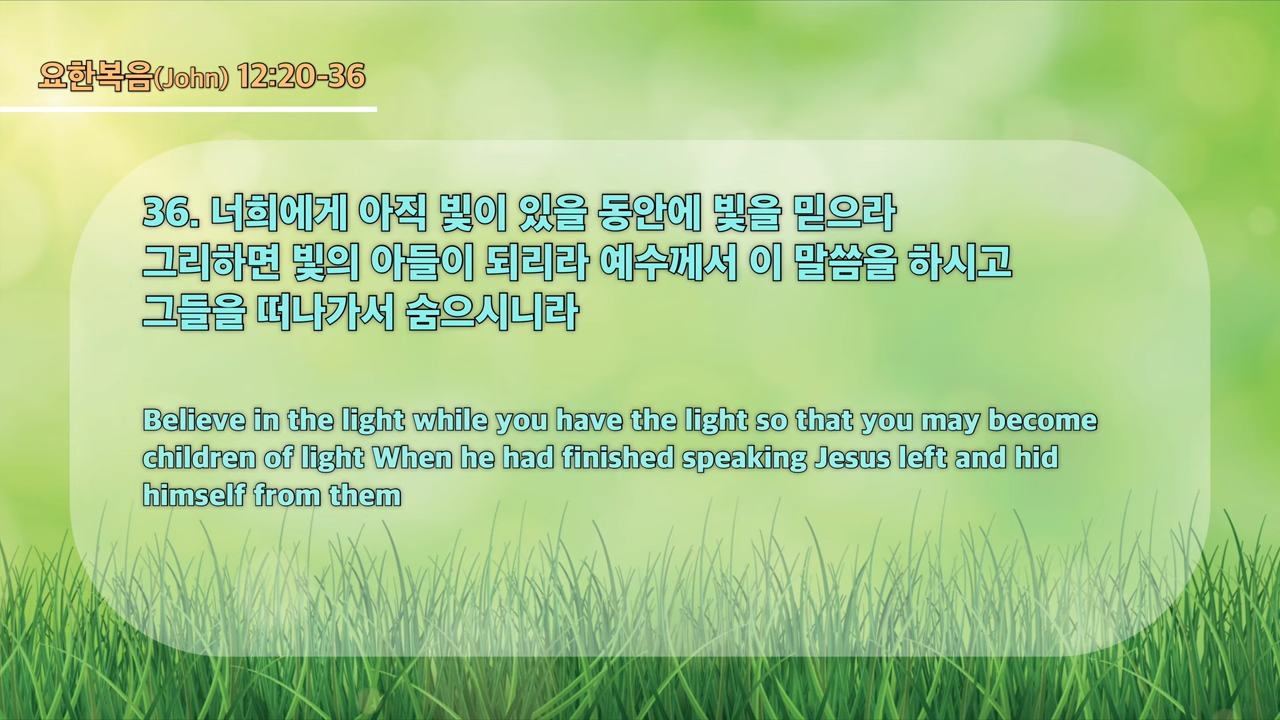 요한복음(John) 12:20-36
36. 너희에게 아직 빛이 있을 동안에 빛을 믿으라
그리하면 빛의 아들이 되리라 예수께서 이 말씀을 하시고
그들을 떠나가서 숨으시니라
Believe in the light while you have the light so that you may become
children of light When he had finished speaking Jesus left and hid
himself from them